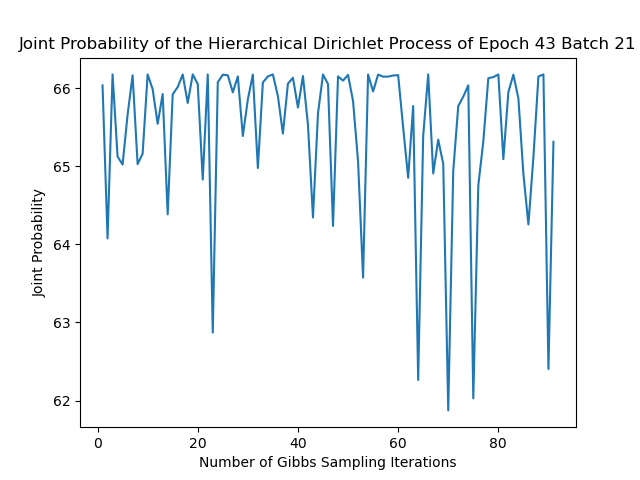 Joint Probability of the Hierarchical Dirichlet Process of Epoch 43 Batch 21
66
65
64
63
62
Joint Probability
0 20 40 60 80
Number of Gibbs Sampling Iterations